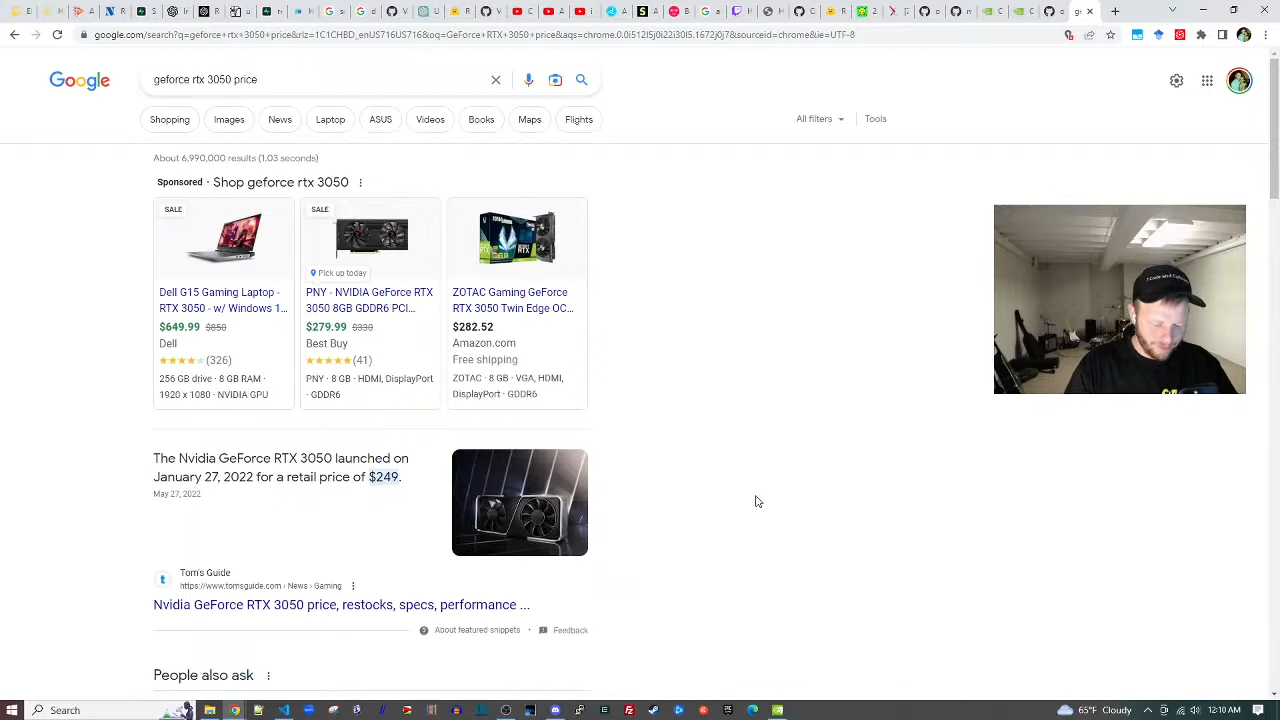 google.com/search?q=geforce+rtx+3050+price&rlz=1C1CHBD_enUS716US716&oq=GeForce+RTX+3050+price&aqs=chrome.0.0i512l5j0i22i30l5.1672j0j7&sourceid=chrome&ie=UTF-8
Google
geforce rtx 3050 price
Shopping
Images
News
Laptop
ASUS
Videos
Books
Maps
Flights
All filters
Tools
About 6,990,000 results (1.03 seconds)
Sponsored · Shop geforce rtx 3050
SALE
Dell G15 Gaming Laptop -
RTX 3050 - w/ Windows 1...
$649.99 $850
Dell
(326)
256 GB drive · 8 GB RAM ·
1920 x 1080 · NVIDIA GPU
SALE
Pick up today
PNY - NVIDIA GeForce RTX
3050 8GB GDDR6 PCI...
$279.99 $330
Best Buy
(41)
PNY · 8 GB · HDMI, DisplayPort
· GDDR6
ZOTAC Gaming GeForce
RTX 3050 Twin Edge OC...
$282.52
Amazon.com
Free shipping
ZOTAC · 8 GB · VGA, HDMI,
DisplayPort · GDDR6
The Nvidia GeForce RTX 3050 launched on
January 27, 2022 for a retail price of $249.
May 27, 2022
Tom's Guide
https://www.tomsguide.com › News › Gaming
Nvidia GeForce RTX 3050 price, restocks, specs, performance ...
About featured snippets
Feedback
People also ask
Search
65°F Cloudy
12:10 AM